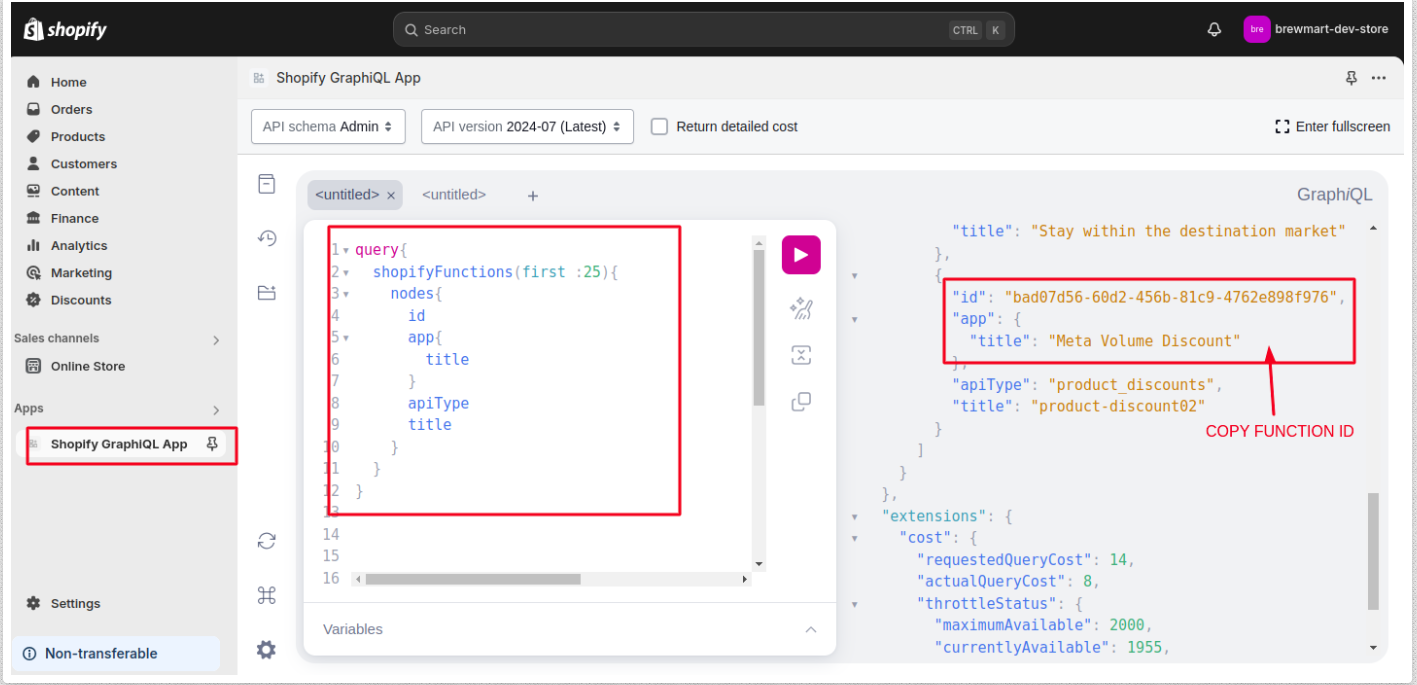 shopify
Search
CTRL K
bre
brewmart-dev-store
Home
Orders
Products
Customers
Content
Finance
Analytics
Marketing
Discounts
Sales channels
Online Store
Apps
Shopify GraphiQL App
Settings
Non-transferable
Shopify GraphiQL App
API schema Admin
API version 2024-07 (Latest)
Return detailed cost
Enter fullscreen
<untitled> ×
<untitled>
+
GraphiQL
1 query{
2 shopifyFunctions(first :25){
3 nodes{
4 id
5 app{
6 title
7 }
8 apiType
9 title
10 }
11 }
12 }
13
14
15
16
Variables
"title": "Stay within the destination market"
},
{
"id": "bad07d56-60d2-456b-81c9-4762e898f976",
"app": {
"title": "Meta Volume Discount"
},
"apiType": "product_discounts",
"title": "product-discount02"
}
COPY FUNCTION ID
]
}
},
"extensions": {
"cost": {
"requestedQueryCost": 14,
"actualQueryCost": 8,
"throttleStatus": {
"maximumAvailable": 2000,
"currentlyAvailable": 1955,